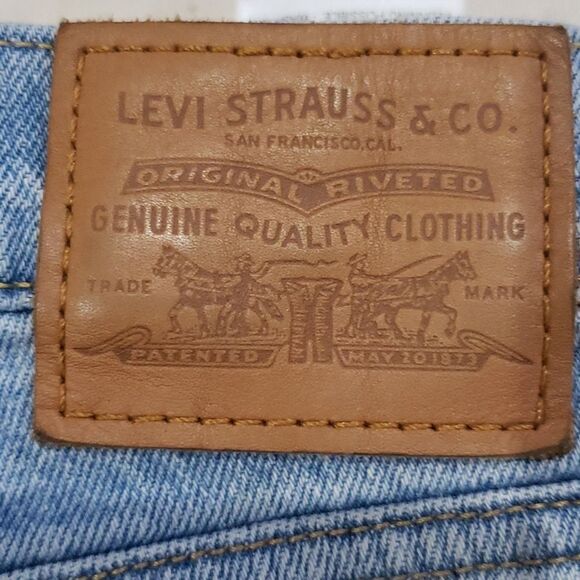 LEVI STRAUSS & CO.
SAN FRANCISCO, CAL.
ORIGINAL RIVETED
GENUINE QUALITY CLOTHING
TRADE MARK
PATENTED MAY 20 1873